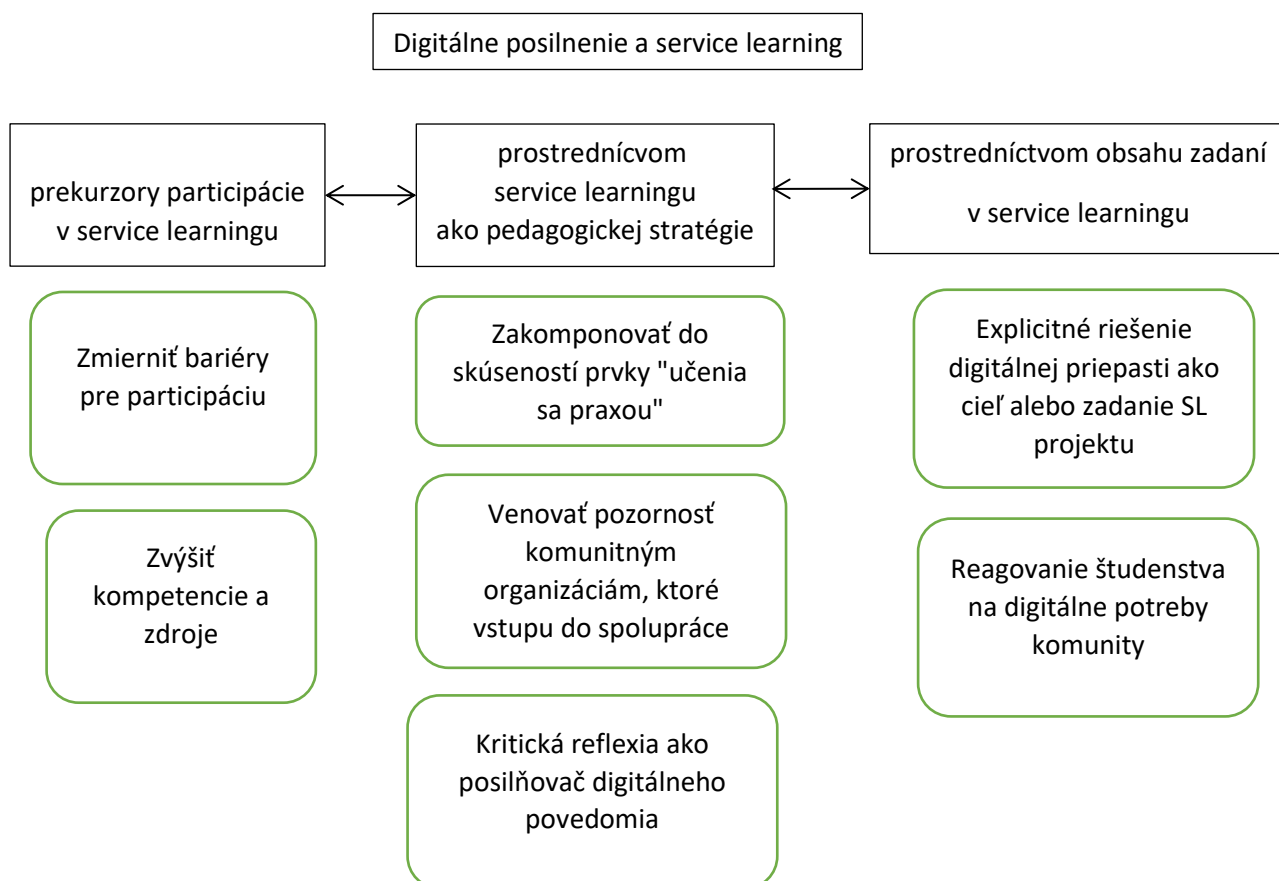 Digitálne posilnenie a service learning
prekurzory participácie
v service learningu
prostrednícvom
service learningu
ako pedagogickej stratégie
prostredníctvom obsahu zadaní
v service learningu
Zmierniť bariéry
pre participáciu
Zvýšiť
kompetencie a
zdroje
Zakomponovať do
skúseností prvky "učenia
sa praxou"
Venovať pozornosť
komunitným
organizáciám, ktoré
vstupu do spolupráce
Kritická reflexia ako
posilňovač digitálneho
povedomia
Explicitné riešenie
digitálnej priepasti ako
cieľ alebo zadanie SL
projektu
Reagovanie študenstva
na digitálne potreby
komunity